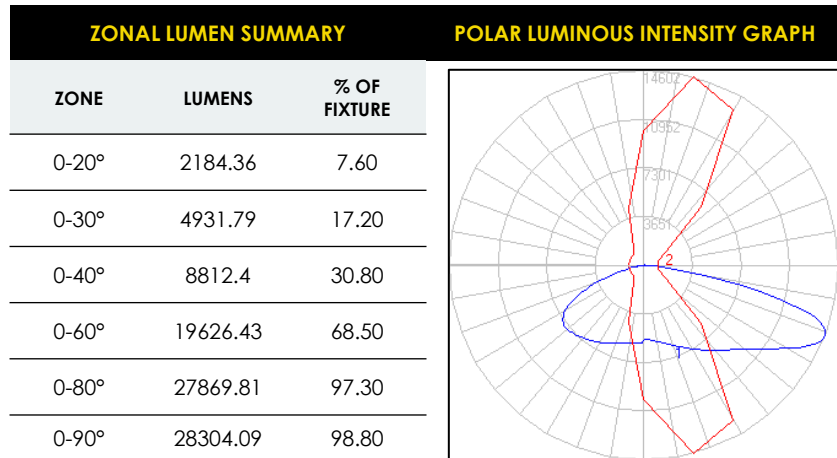 ZONAL LUMEN SUMMARY
POLAR LUMINOUS INTENSITY GRAPH
ZONE LUMENS % OF FIXTURE
0-20° 2184.36 7.60
0-30° 4931.79 17.20
0-40° 8812.4 30.80
0-60° 19626.43 68.50
0-80° 27869.81 97.30
0-90° 28304.09 98.80
14602
10952
7301
3651
2
1